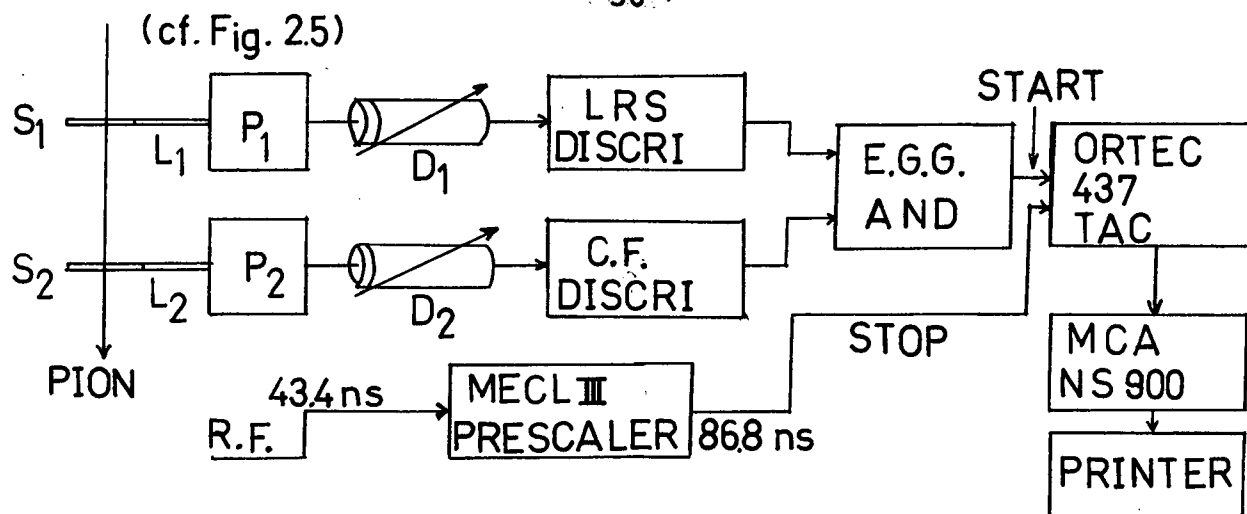 (cf. Fig. 2.5)
S1
L1
P1
D1
LRS
DISCRI
E.G.G.
AND
START
ORTEC
437
TAC
S2
L2
P2
D2
C.F.
DISCRI
STOP
PION
R.F.
43.4 ns
MECL III
PRESCALER
86.8 ns
MCA
NS 900
PRINTER